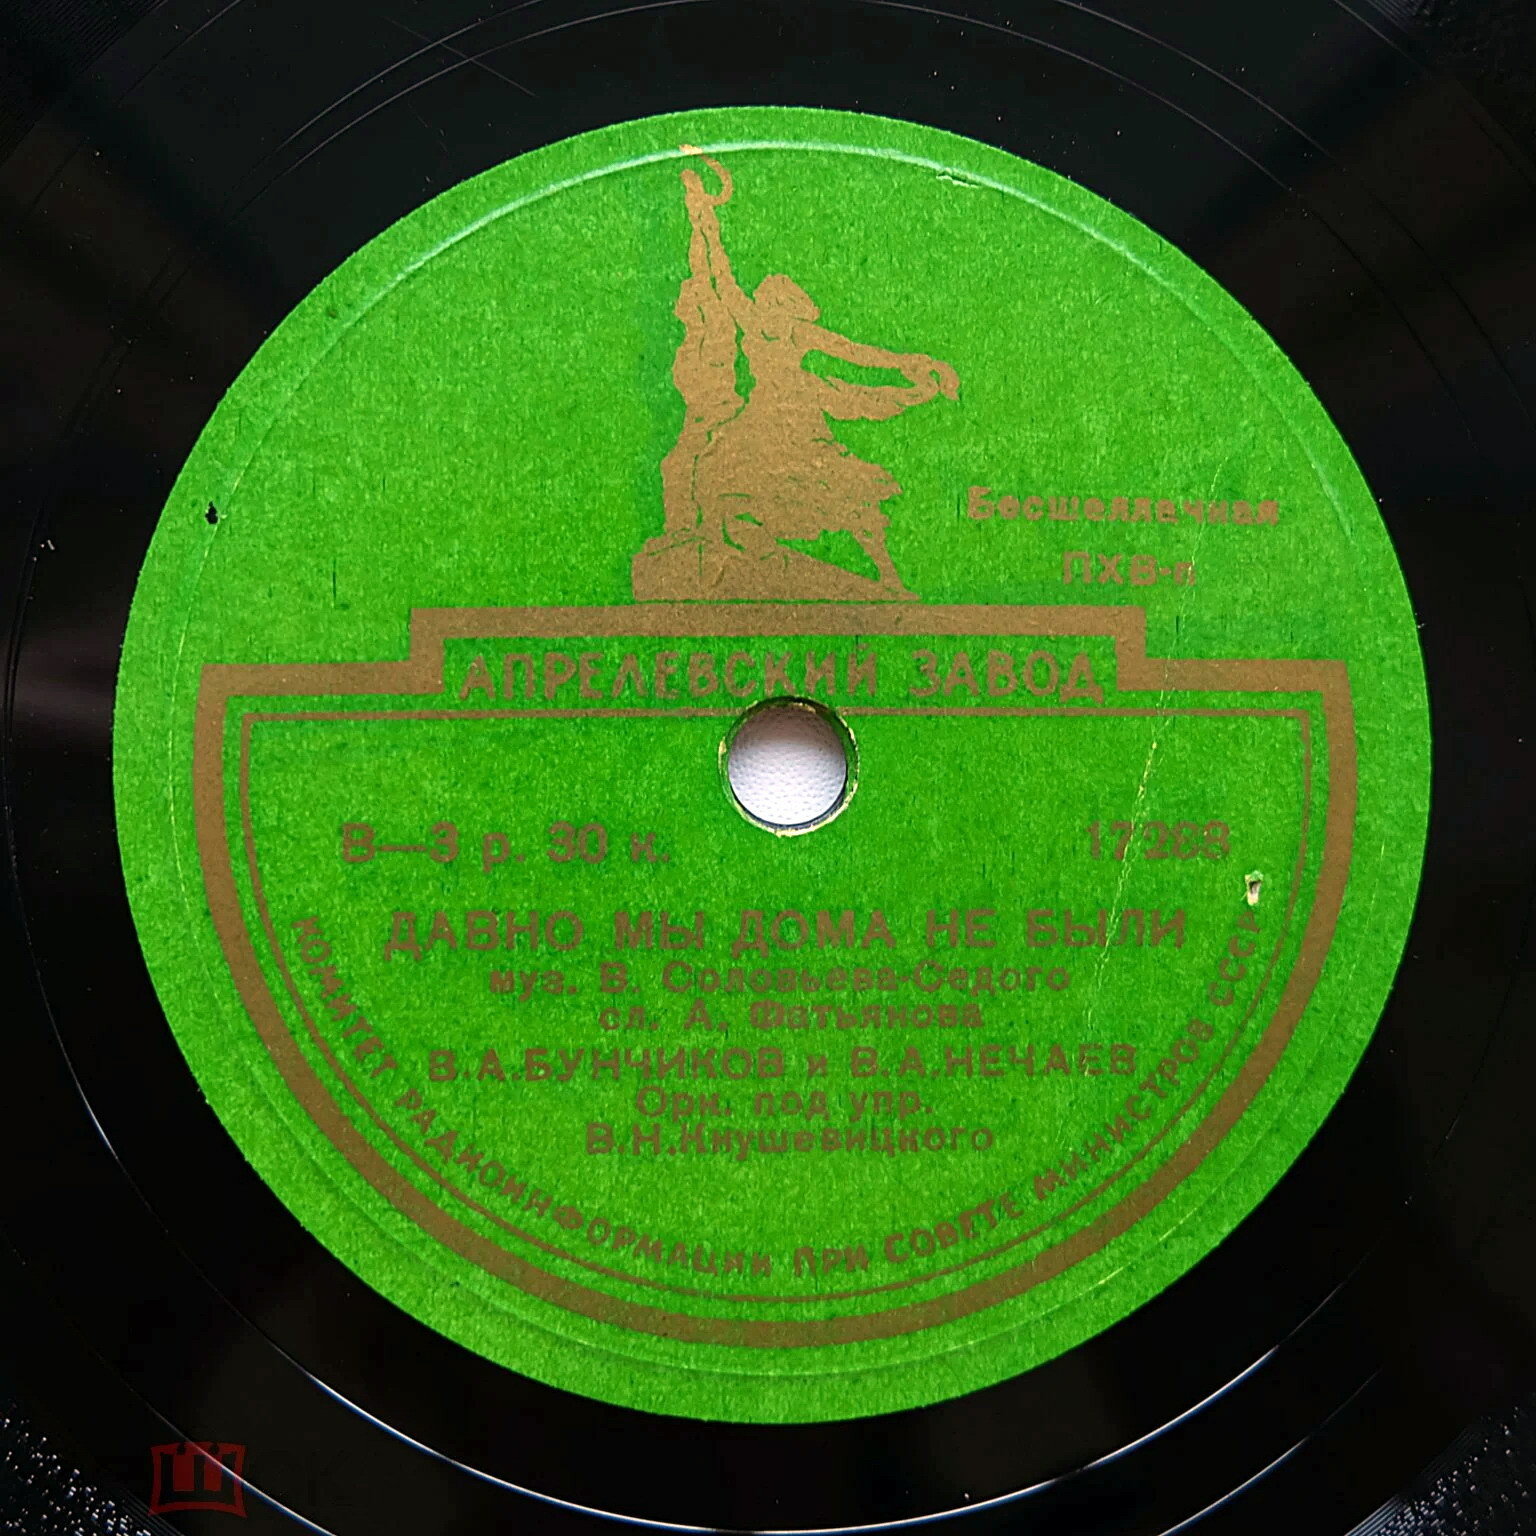 Бесшеллачная
ПХВ-п
АПРЕЛЕВСКИЙ ЗАВОД
В—3 р. 30 к.
17288
ДАВНО МЫ ДОМА НЕ БЫЛИ
муз. В. Соловьева-Седого
сл. А. Фатьянова
В.А.БУНЧИКОВ и В.А.НЕЧАЕВ
Орк. под упр.
В.Н.Кнушевицкого
КОМИТЕТ РАДИОИНФОРМАЦИИ ПРИ СОВЕТЕ МИНИСТРОВ СССР